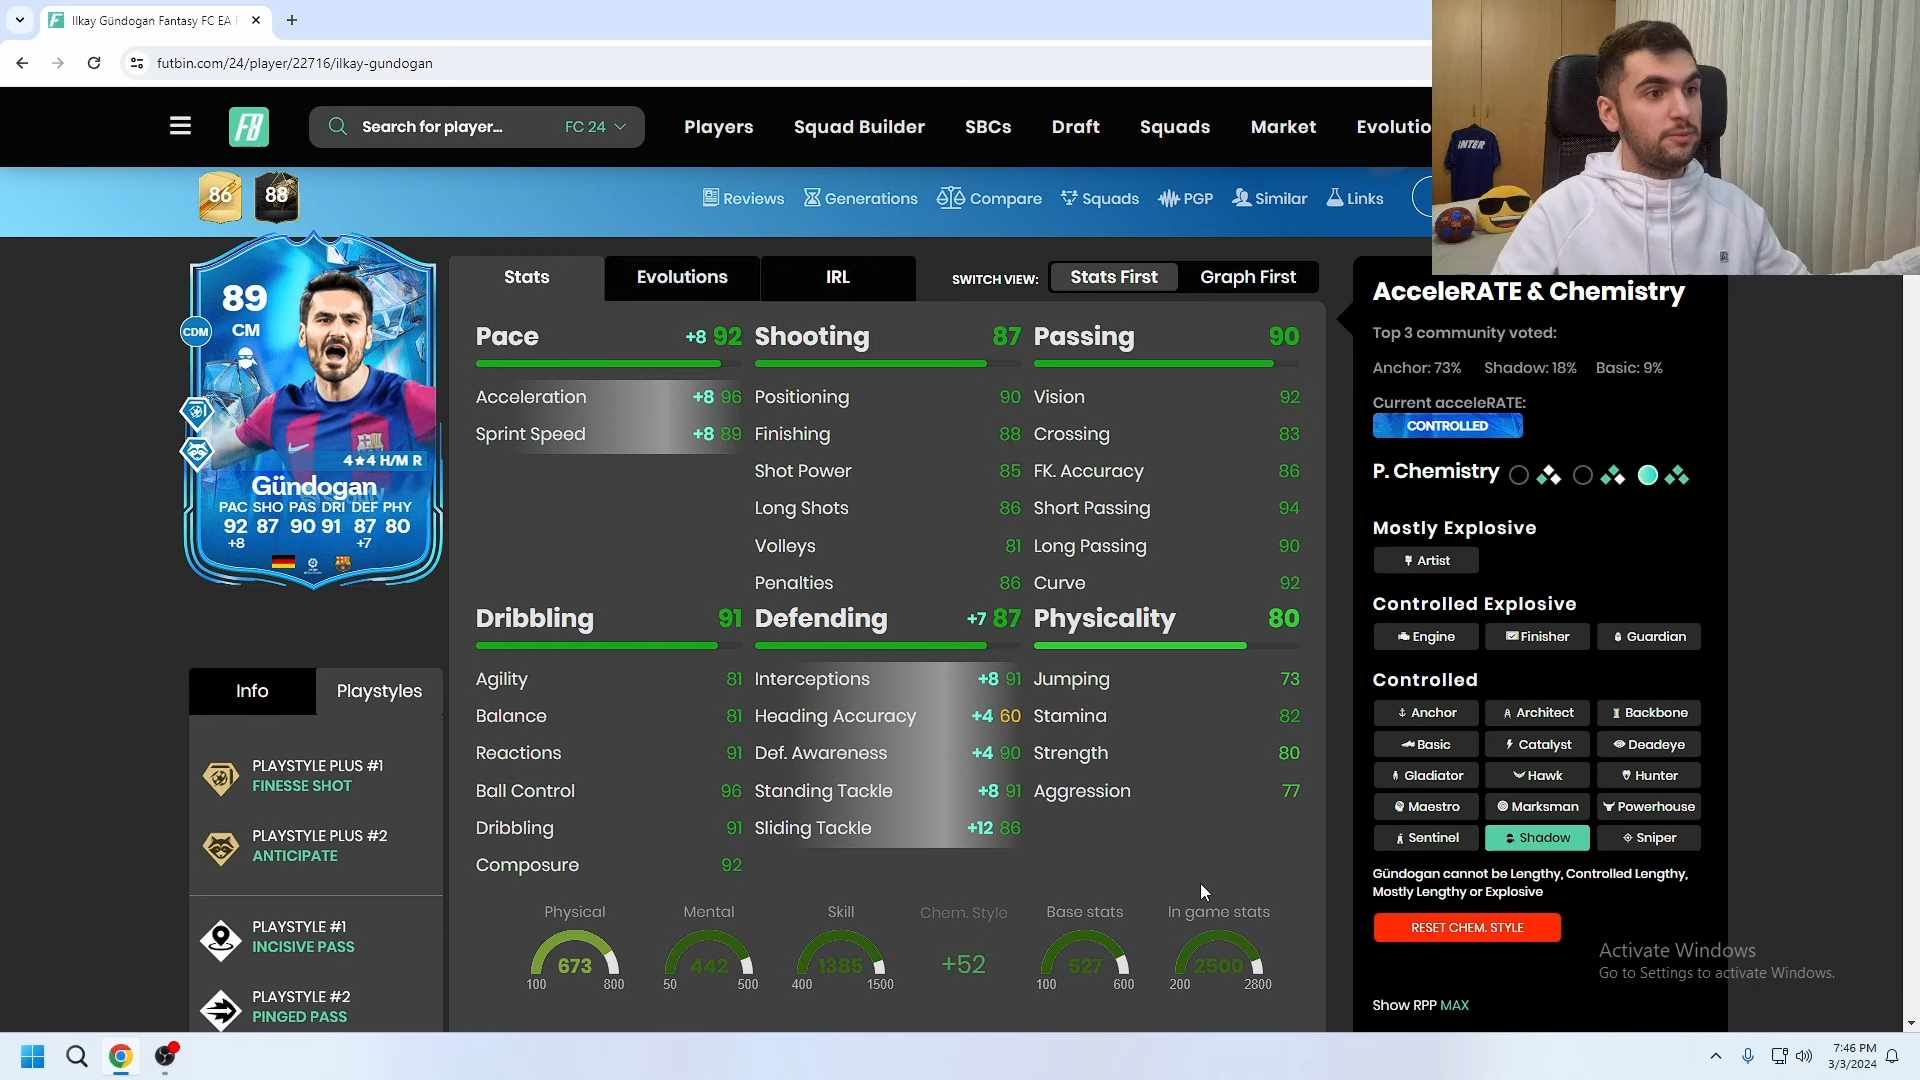 Ilkay Gündogan Fantasy FC EA
futbin.com/24/player/22716/ilkay-gundogan
FB
Search for player...
FC 24
Players
Squad Builder
SBCs
Draft
Squads
Market
Evolutio
INTER
86
88
Reviews
Generations
Compare
Squads
PGP
Similar
Links
89
CM
CDM
4★4 H/M R
Gündogan
PAC SHO PAS DRI DEF PHY
92 87 90 91 87 80
+8 +7
Info
Playstyles
PLAYSTYLE PLUS #1
FINESSE SHOT
PLAYSTYLE PLUS #2
ANTICIPATE
PLAYSTYLE #1
INCISIVE PASS
PLAYSTYLE #2
PINGED PASS
Stats
Evolutions
IRL
SWITCH VIEW:
Stats First
Graph First
Pace +8 92
Acceleration +8 96
Sprint Speed +8 89
Shooting 87
Positioning 90
Finishing 88
Shot Power 85
Long Shots 86
Volleys 81
Penalties 86
Passing 90
Vision 92
Crossing 83
FK. Accuracy 86
Short Passing 94
Long Passing 90
Curve 92
Dribbling 91
Agility 81
Balance 81
Reactions 91
Ball Control 96
Dribbling 91
Composure 92
Defending +7 87
Interceptions +8 91
Heading Accuracy +4 60
Def. Awareness +4 90
Standing Tackle +8 91
Sliding Tackle +12 86
Physicality 80
Jumping 73
Stamina 82
Strength 80
Aggression 77
Physical
673
100 800
Mental
442
50 500
Skill
1385
400 1500
Chem. Style
+52
Base stats
527
100 600
In game stats
2500
200 2800
AcceleRATE & Chemistry
Top 3 community voted:
Anchor: 73% Shadow: 18% Basic: 9%
Current acceleRATE:
CONTROLLED
P. Chemistry
Mostly Explosive
Artist
Controlled Explosive
Engine
Finisher
Guardian
Controlled
Anchor
Architect
Backbone
Basic
Catalyst
Deadeye
Gladiator
Hawk
Hunter
Maestro
Marksman
Powerhouse
Sentinel
Shadow
Sniper
Gündogan cannot be Lengthy, Controlled Lengthy,
Mostly Lengthy or Explosive
RESET CHEM. STYLE
Activate Windows
Go to Settings to activate Windows.
Show RPP MAX
7:46 PM
3/3/2024